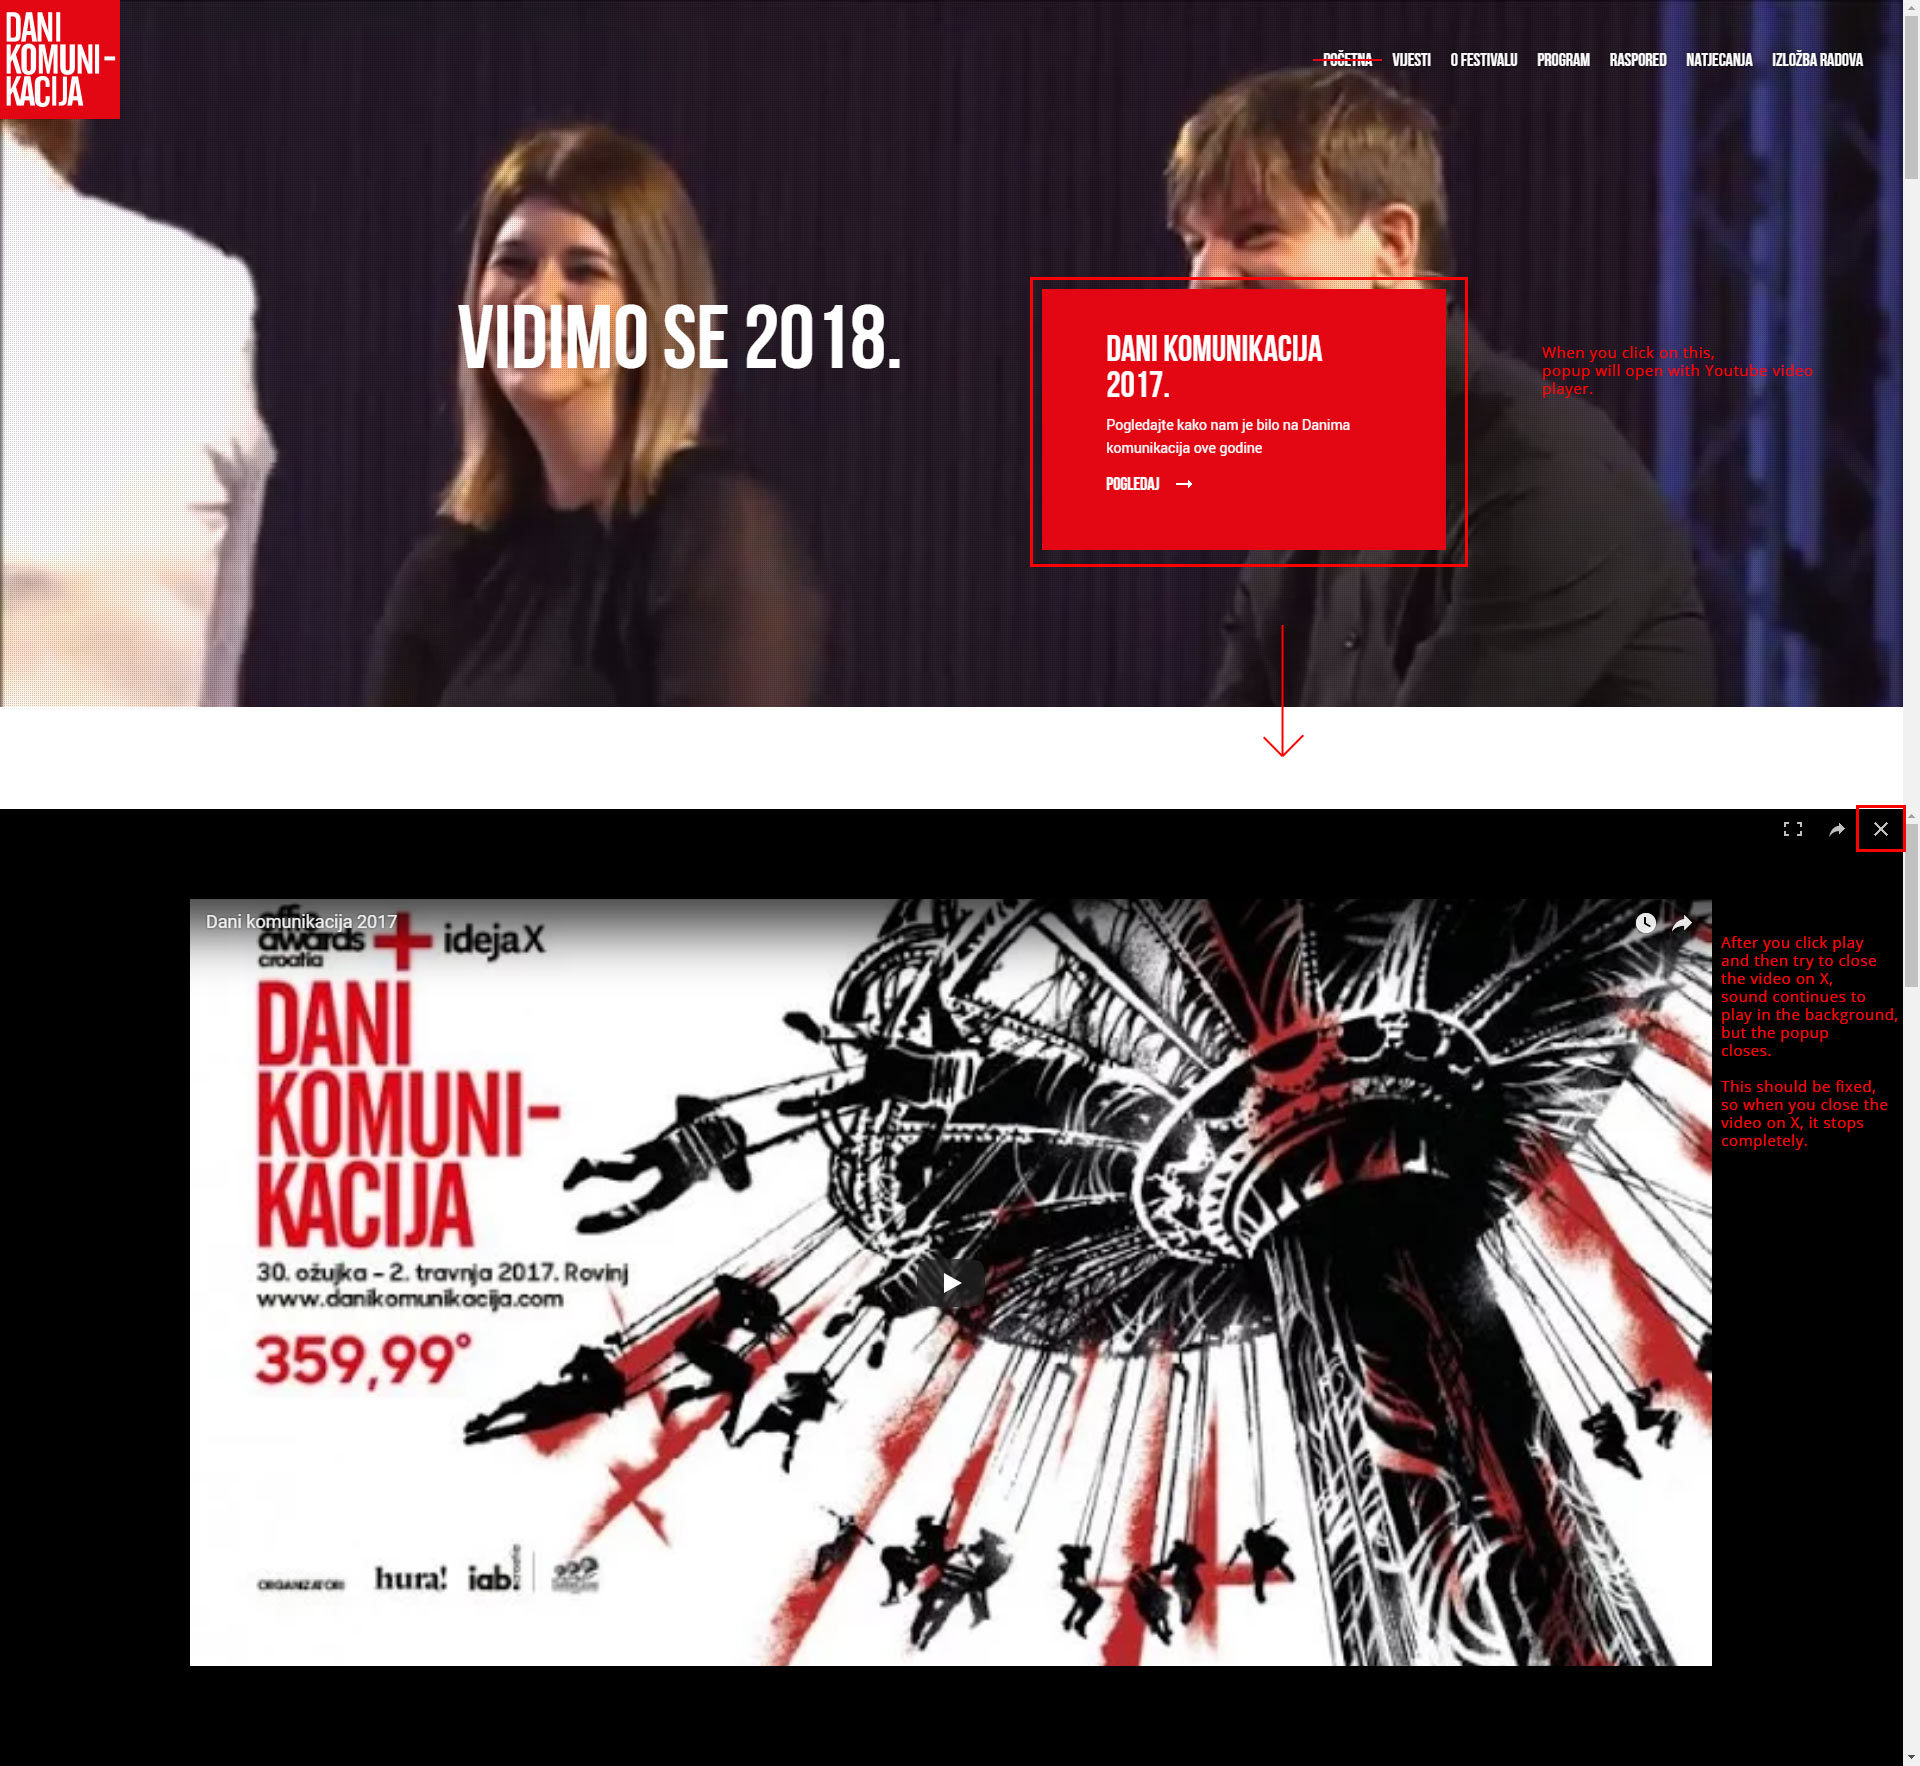 DANI
KOMUNI-
KACIJA
POČETNA VIJESTI O FESTIVALU PROGRAM RASPORED NATJECANJA IZLOŽBA RADOVA
VIDIMO SE 2018.
DANI KOMUNIKACIJA
2017.
Pogledajte kako nam je bilo na Danima
komunikacija ove godine
POGLEDAJ
When you click on this,
popup will open with Youtube video
player.
Dani komunikacija 2017
awards
croatia
ideja X
DANI
KOMUNI-
KACIJA
30. ožujka - 2. travnja 2017. Rovinj
www.danikomunikacija.com
359,99°
ORGANIZATORI hura! iab croatia
After you click play
and then try to close
the video on X,
sound continues to
play in the background,
but the popup
closes.
This should be fixed,
so when you close the
video on X, it stops
completely.